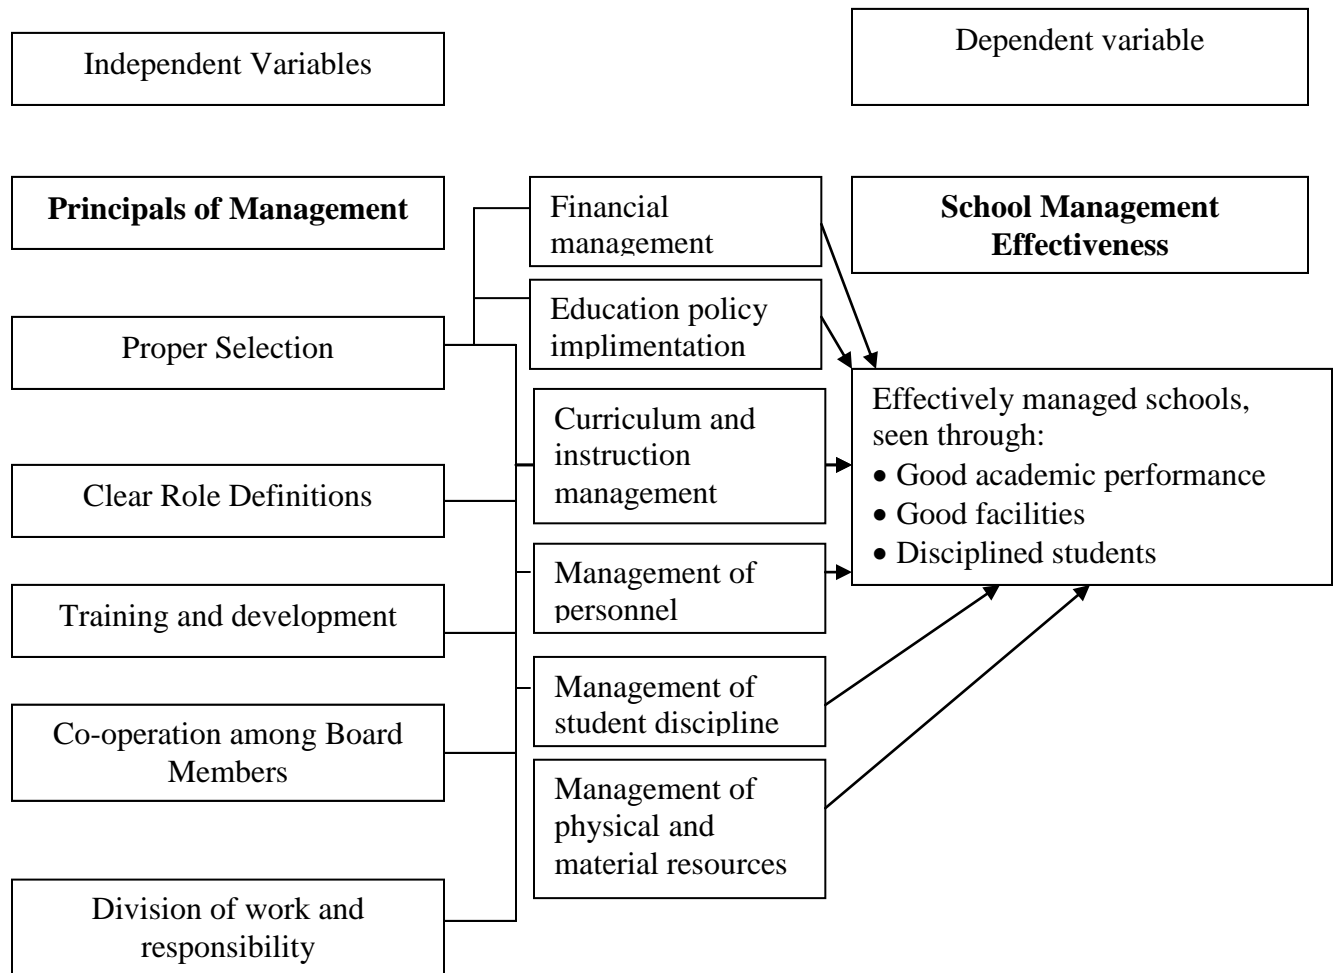 Independent Variables
Dependent variable
Principals of Management
Financial
management
School Management
Effectiveness
Proper Selection
Education policy
implimentation
Effectively managed schools,
seen through:
• Good academic performance
• Good facilities
• Disciplined students
Clear Role Definitions
Curriculum and
instruction
management
Training and development
Management of
personnel
Co-operation among Board
Members
Management of
student discipline
Management of
physical and
material resources
Division of work and
responsibility